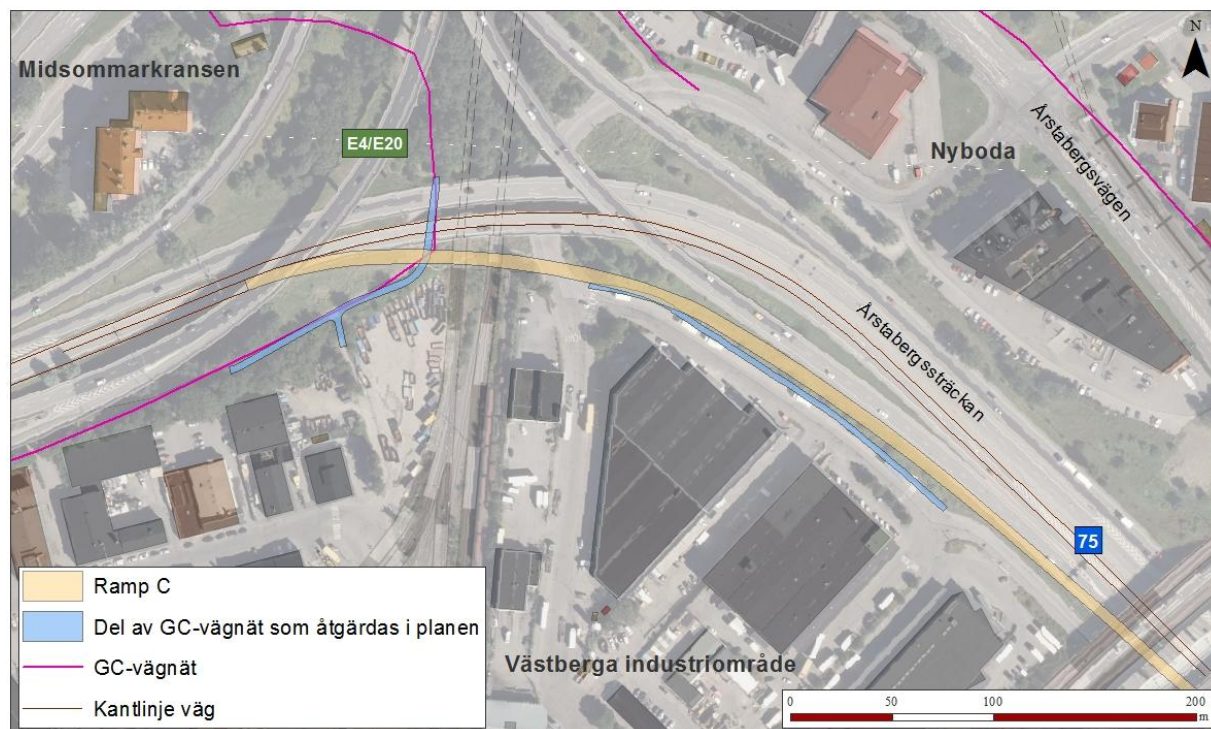 Midsommarkransen
E4/E20
N
Nyboda
Årstabergsvägen
Årstabergssträckan
75
Västberga industriområde
Ramp C
Del av GC-vägnät som åtgärdas i planen
GC-vägnät
Kantlinje väg
0 50 100 200
m